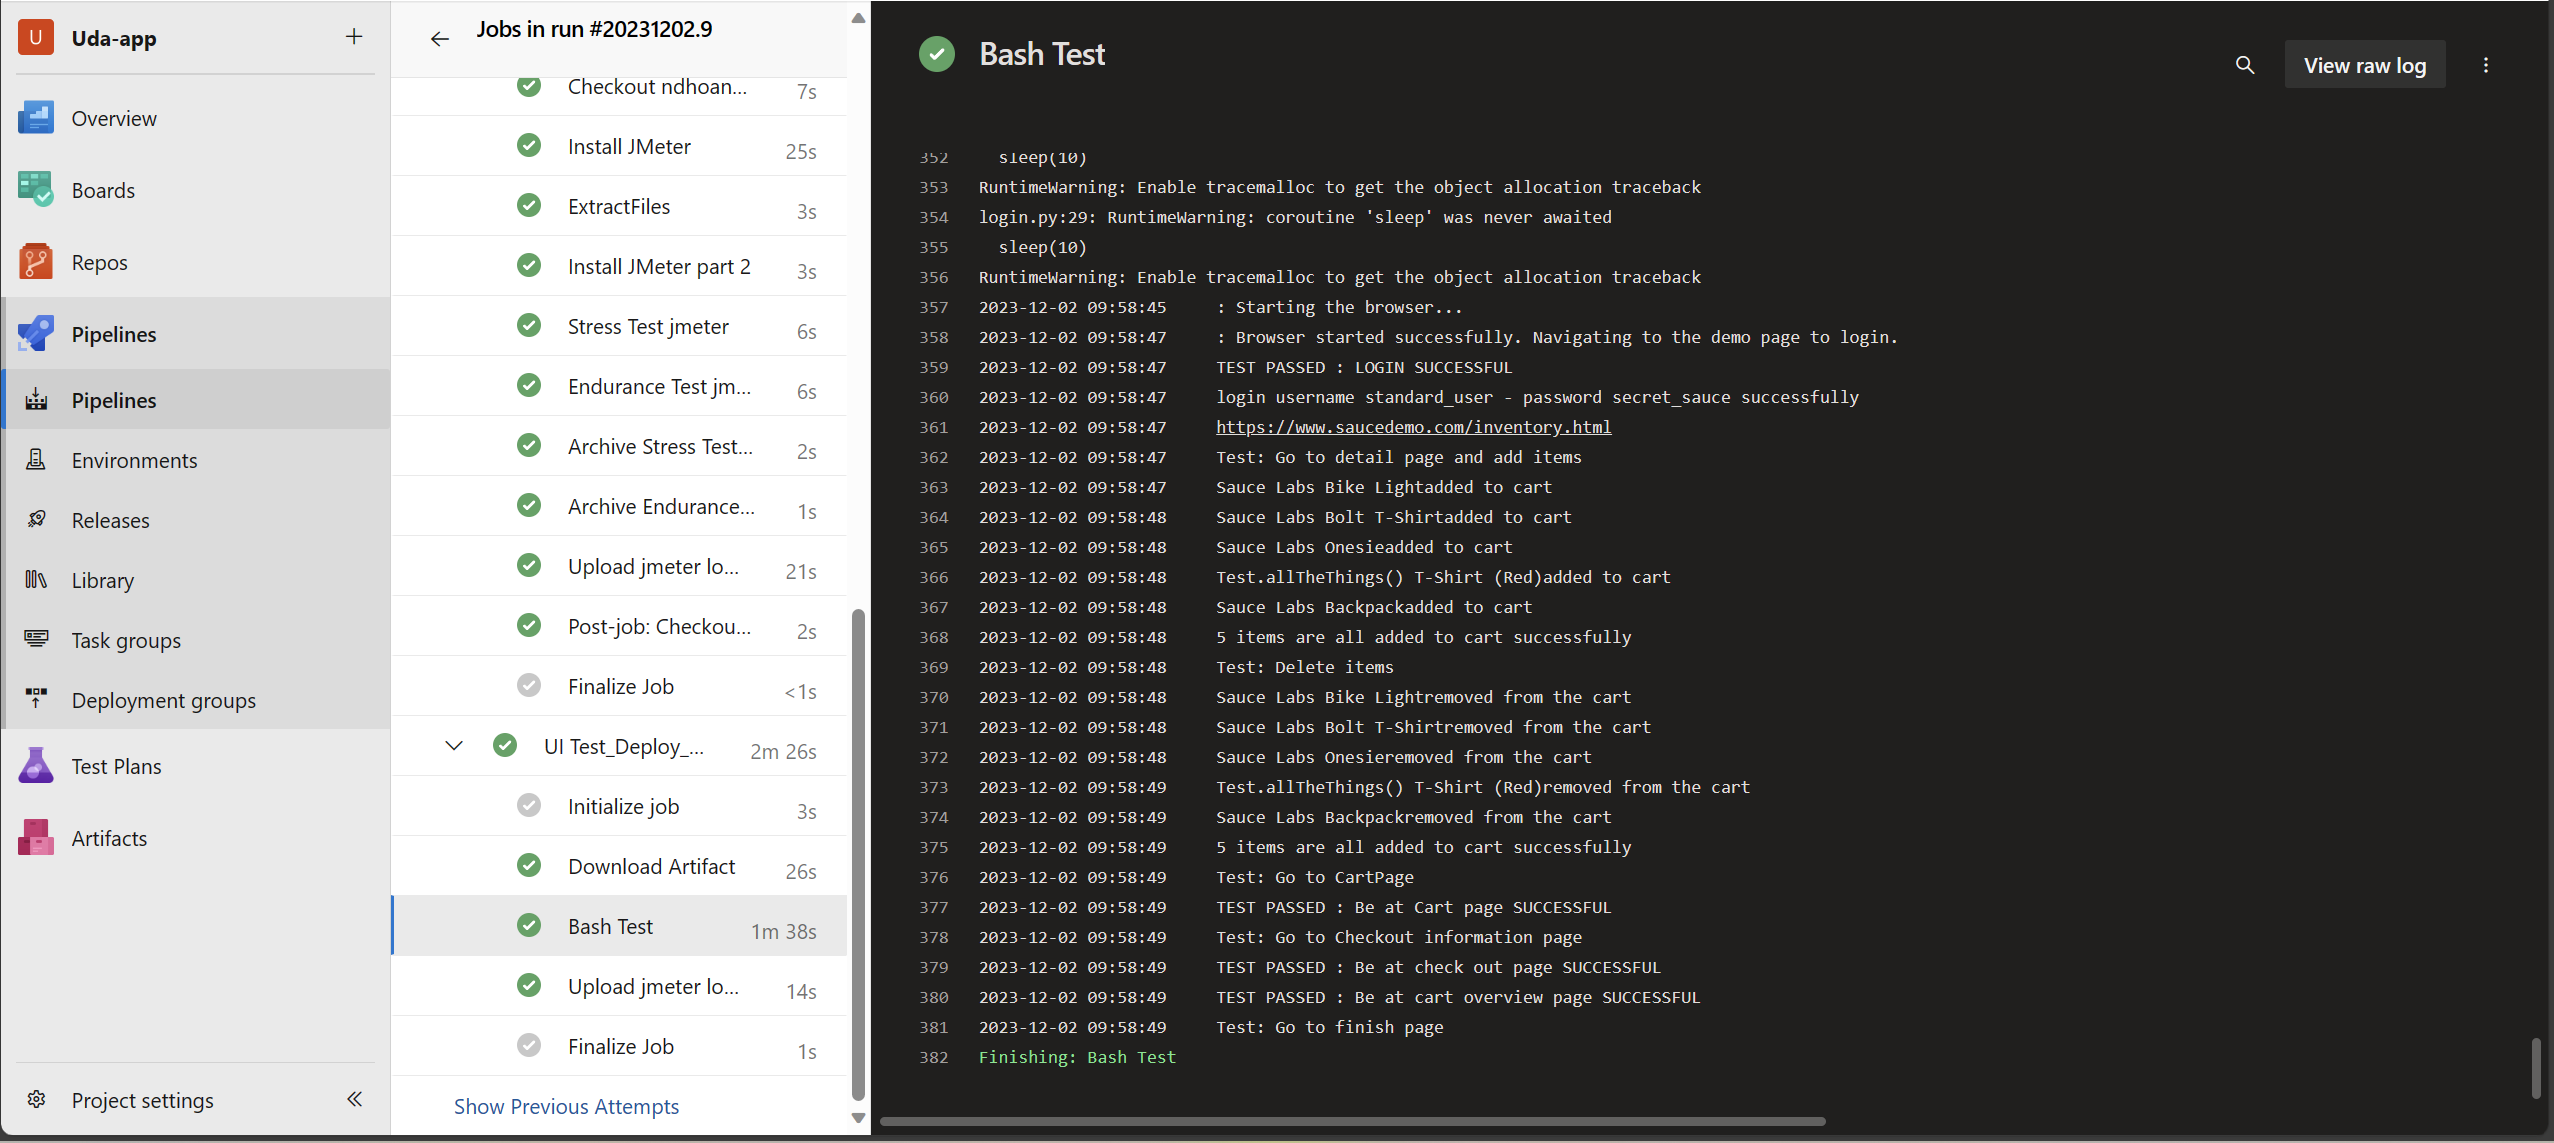 U
Uda-app
Overview
Boards
Repos
Pipelines
Pipelines
Environments
Releases
Library
Task groups
Deployment groups
Test Plans
Artifacts
Project settings
Jobs in run #20231202.9
Checkout ndhoan... 7s
Install JMeter 25s
ExtractFiles 3s
Install JMeter part 2 3s
Stress Test jmeter 6s
Endurance Test jm... 6s
Archive Stress Test... 2s
Archive Endurance... 1s
Upload jmeter lo... 21s
Post-job: Checkou... 2s
Finalize Job <1s
UI Test_Deploy_... 2m 26s
Initialize job 3s
Download Artifact 26s
Bash Test 1m 38s
Upload jmeter lo... 14s
Finalize Job 1s
Show Previous Attempts
Bash Test
View raw log
352 sleep(10)
353 RuntimeWarning: Enable tracemalloc to get the object allocation traceback
354 login.py:29: RuntimeWarning: coroutine 'sleep' was never awaited
355 sleep(10)
356 RuntimeWarning: Enable tracemalloc to get the object allocation traceback
357 2023-12-02 09:58:45 : Starting the browser...
358 2023-12-02 09:58:47 : Browser started successfully. Navigating to the demo page to login.
359 2023-12-02 09:58:47 TEST PASSED : LOGIN SUCCESSFUL
360 2023-12-02 09:58:47 login username standard_user - password secret_sauce successfully
361 2023-12-02 09:58:47 https://www.saucedemo.com/inventory.html
362 2023-12-02 09:58:47 Test: Go to detail page and add items
363 2023-12-02 09:58:47 Sauce Labs Bike Lightadded to cart
364 2023-12-02 09:58:48 Sauce Labs Bolt T-Shirtadded to cart
365 2023-12-02 09:58:48 Sauce Labs Onesieadded to cart
366 2023-12-02 09:58:48 Test.allTheThings() T-Shirt (Red)added to cart
367 2023-12-02 09:58:48 Sauce Labs Backpackadded to cart
368 2023-12-02 09:58:48 5 items are all added to cart successfully
369 2023-12-02 09:58:48 Test: Delete items
370 2023-12-02 09:58:48 Sauce Labs Bike Lightremoved from the cart
371 2023-12-02 09:58:48 Sauce Labs Bolt T-Shirtremoved from the cart
372 2023-12-02 09:58:48 Sauce Labs Onesieremoved from the cart
373 2023-12-02 09:58:49 Test.allTheThings() T-Shirt (Red)removed from the cart
374 2023-12-02 09:58:49 Sauce Labs Backpackremoved from the cart
375 2023-12-02 09:58:49 5 items are all added to cart successfully
376 2023-12-02 09:58:49 Test: Go to CartPage
377 2023-12-02 09:58:49 TEST PASSED : Be at Cart page SUCCESSFUL
378 2023-12-02 09:58:49 Test: Go to Checkout information page
379 2023-12-02 09:58:49 TEST PASSED : Be at check out page SUCCESSFUL
380 2023-12-02 09:58:49 TEST PASSED : Be at cart overview page SUCCESSFUL
381 2023-12-02 09:58:49 Test: Go to finish page
382 Finishing: Bash Test